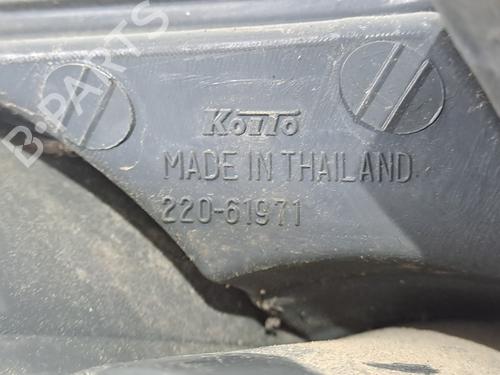 B-PARTS
KOITO
MADE IN THAILAND
220-61971